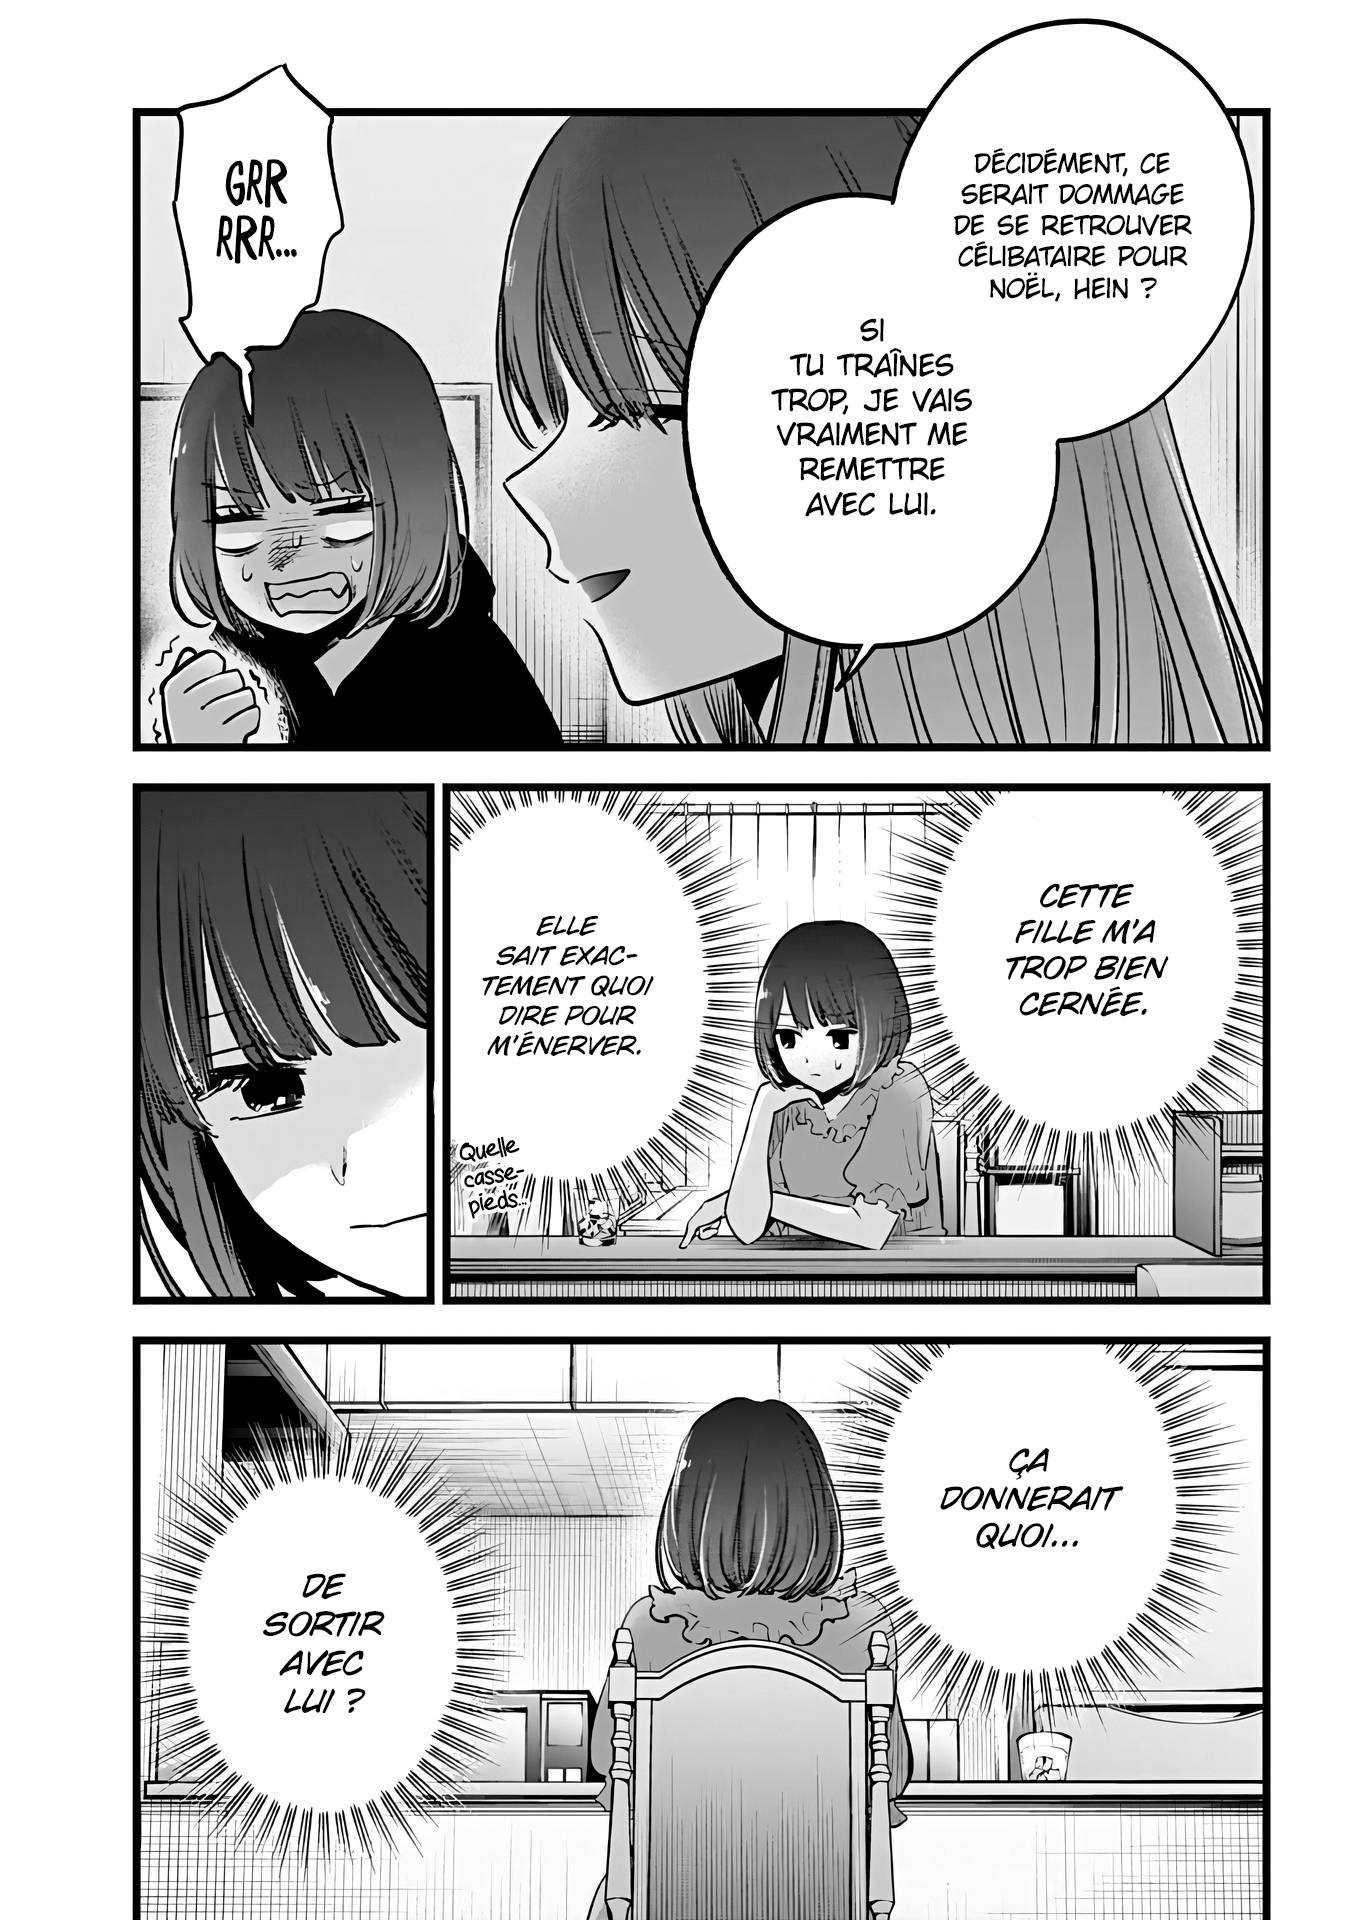 DÉCIDÉMENT, CE
SERAIT DOMMAGE
DE SE RETROUVER
CÉLIBATAIRE POUR
NOËL, HEIN ?
SI
TU TRAÎNES
TROP, JE VAIS
VRAIMENT ME
REMETTRE
AVEC LUI.
GRR
RRR...
CETTE
FILLE M'A
TROP BIEN
CERNÉE.
ELLE
SAIT EXAC-
TEMENT QUOI
DIRE POUR
M'ÉNERVER.
Quelle
casse-
pieds...
ÇA
DONNERAIT
QUOI...
DE
SORTIR
AVEC
LUI ?